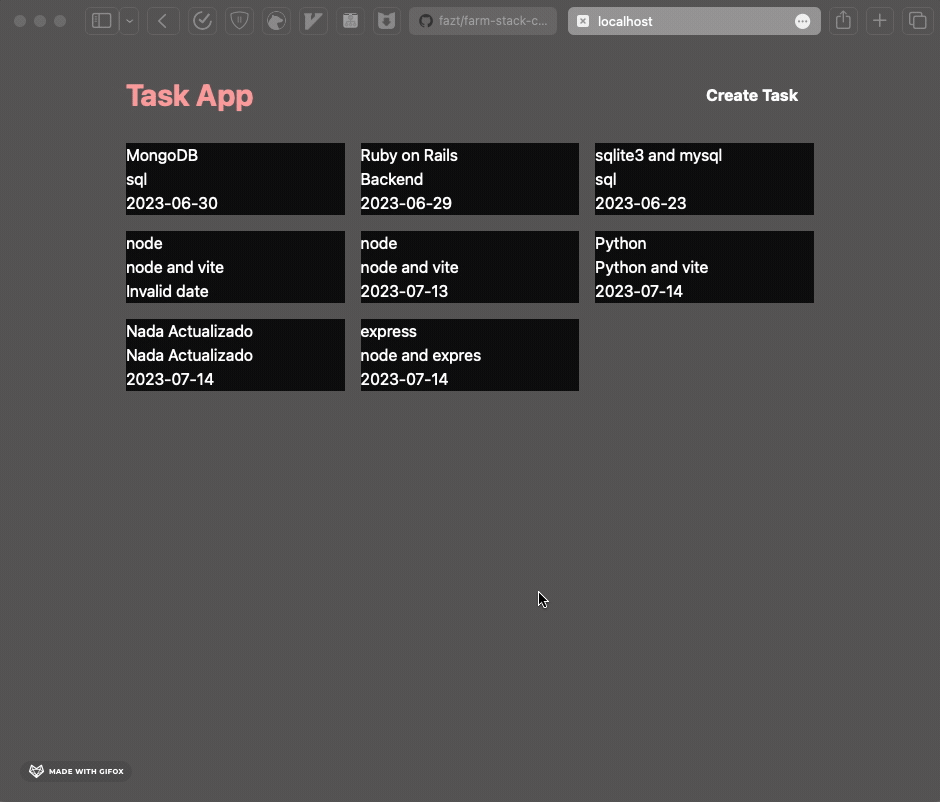 fazt/farm-stack-c...
localhost
Task App
Create Task
MongoDB
sql
2023-06-30
Ruby on Rails
Backend
2023-06-29
sqlite3 and mysql
sql
2023-06-23
node
node and vite
Invalid date
node
node and vite
2023-07-13
Python
Python and vite
2023-07-14
Nada Actualizado
Nada Actualizado
2023-07-14
express
node and expres
2023-07-14
MADE WITH GIFOX